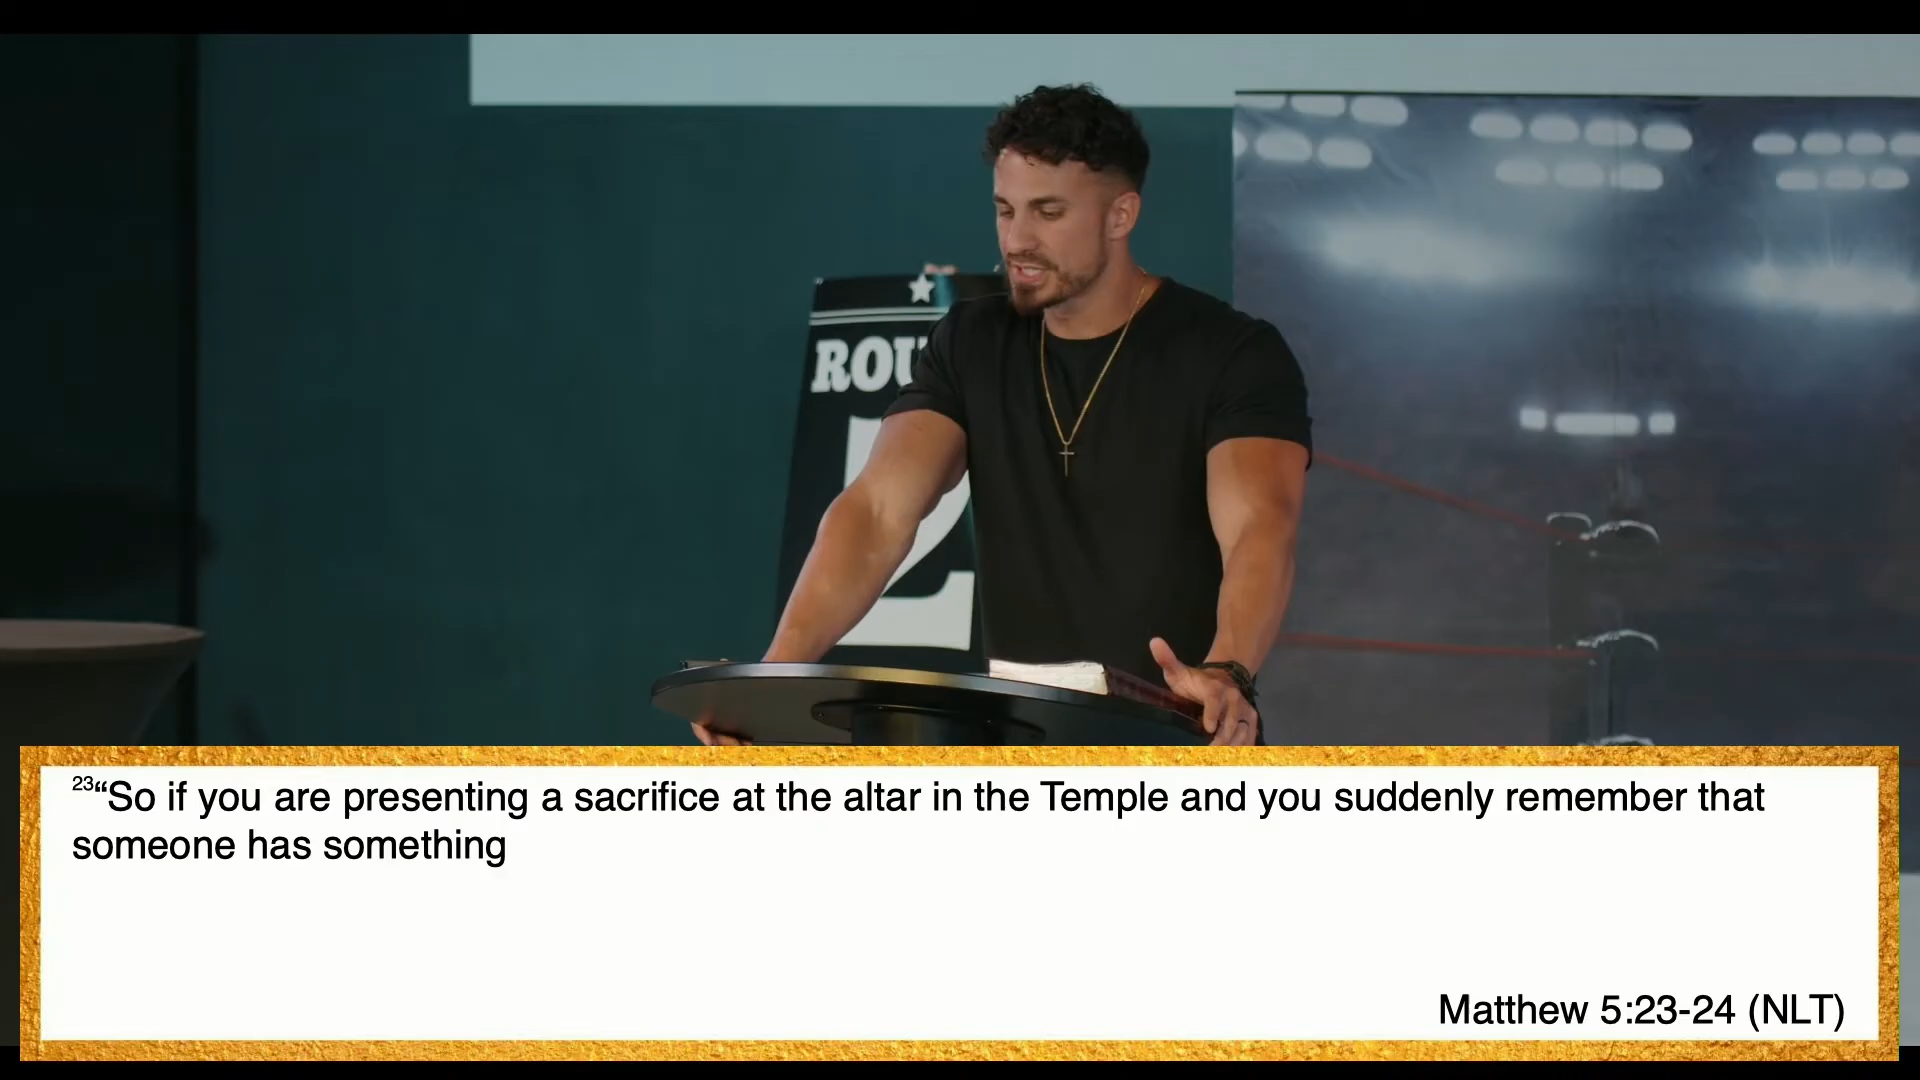 ROU
2
23“So if you are presenting a sacrifice at the altar in the Temple and you suddenly remember that
someone has something
Matthew 5:23-24 (NLT)